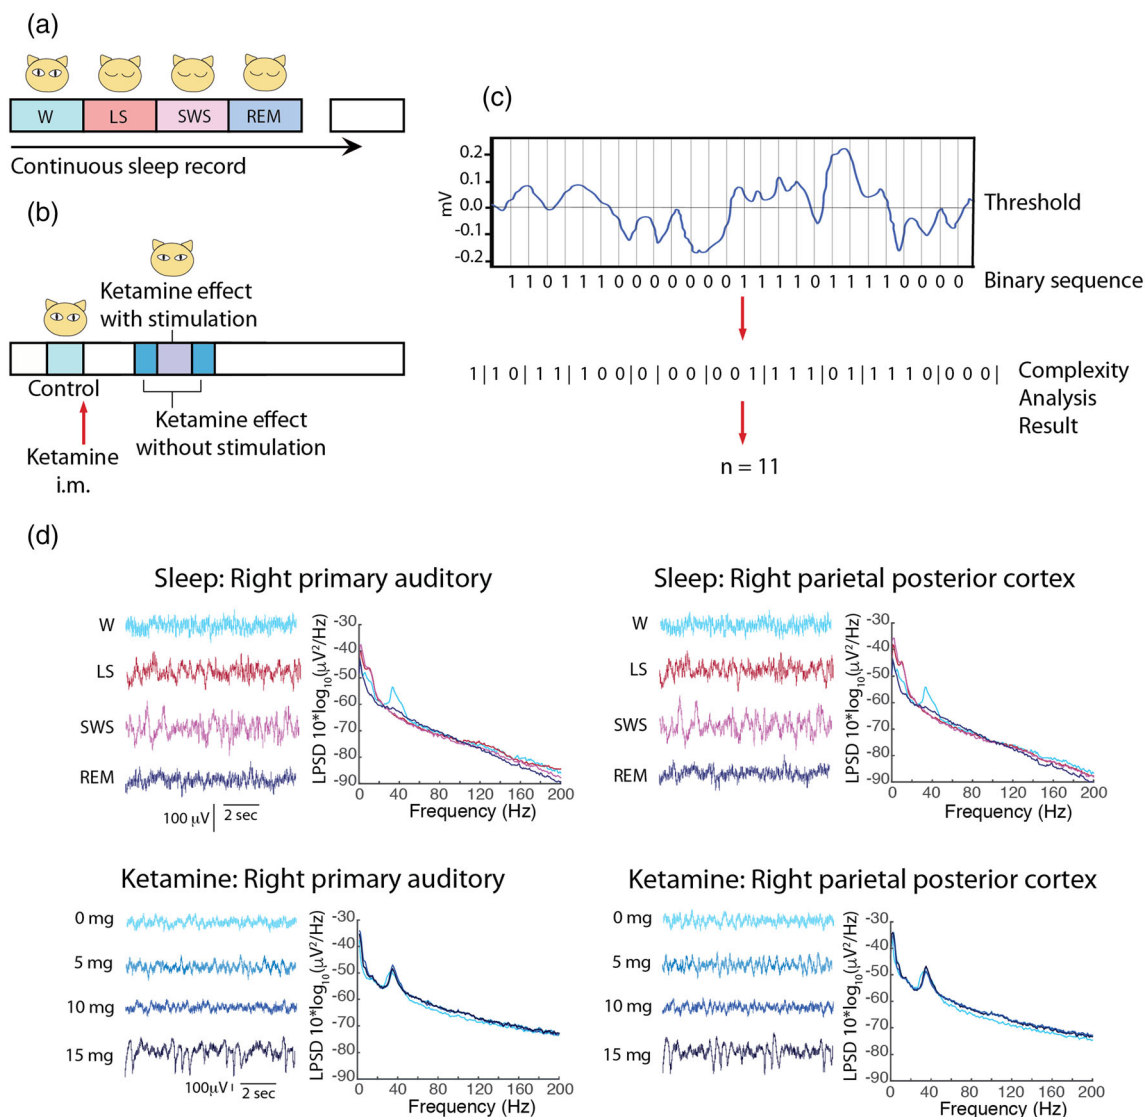 (a)
W LS SWS REM
Continuous sleep record
(b)
Ketamine effect
with stimulation
Control
Ketamine
i.m.
Ketamine effect
without stimulation
(c)
mV
0.2
0.1
0.0
-0.1
-0.2
Threshold
1 1 0 1 1 1 0 0 0 0 0 0 0 1 1 1 1 0 1 1 1 1 0 0 0 0
Binary sequence
1|1 0|1 1|1 0 0|0 0|0 0 0|0 0 1|1 1 1|0 1|1 1 0|0 0 0|
Complexity
Analysis
Result
n = 11
(d)
Sleep: Right primary auditory
W
LS
SWS
REM
100 µV 2 sec
LPSD 10*log10(µV²/Hz)
-30
-40
-50
-60
-70
-80
-90
0 40 80 120 160 200
Frequency (Hz)
Sleep: Right parietal posterior cortex
W
LS
SWS
REM
LPSD 10*log10(µV²/Hz)
-30
-40
-50
-60
-70
-80
-90
0 40 80 120 160 200
Frequency (Hz)
Ketamine: Right primary auditory
0 mg
5 mg
10 mg
15 mg
100µV 2 sec
LPSD 10*log10(µV²/Hz)
-30
-40
-50
-60
-70
-80
-90
0 40 80 120 160 200
Frequency (Hz)
Ketamine: Right parietal posterior cortex
0 mg
5 mg
10 mg
15 mg
LPSD 10*log10(µV²/Hz)
-30
-40
-50
-60
-70
-80
-90
0 40 80 120 160 200
Frequency (Hz)